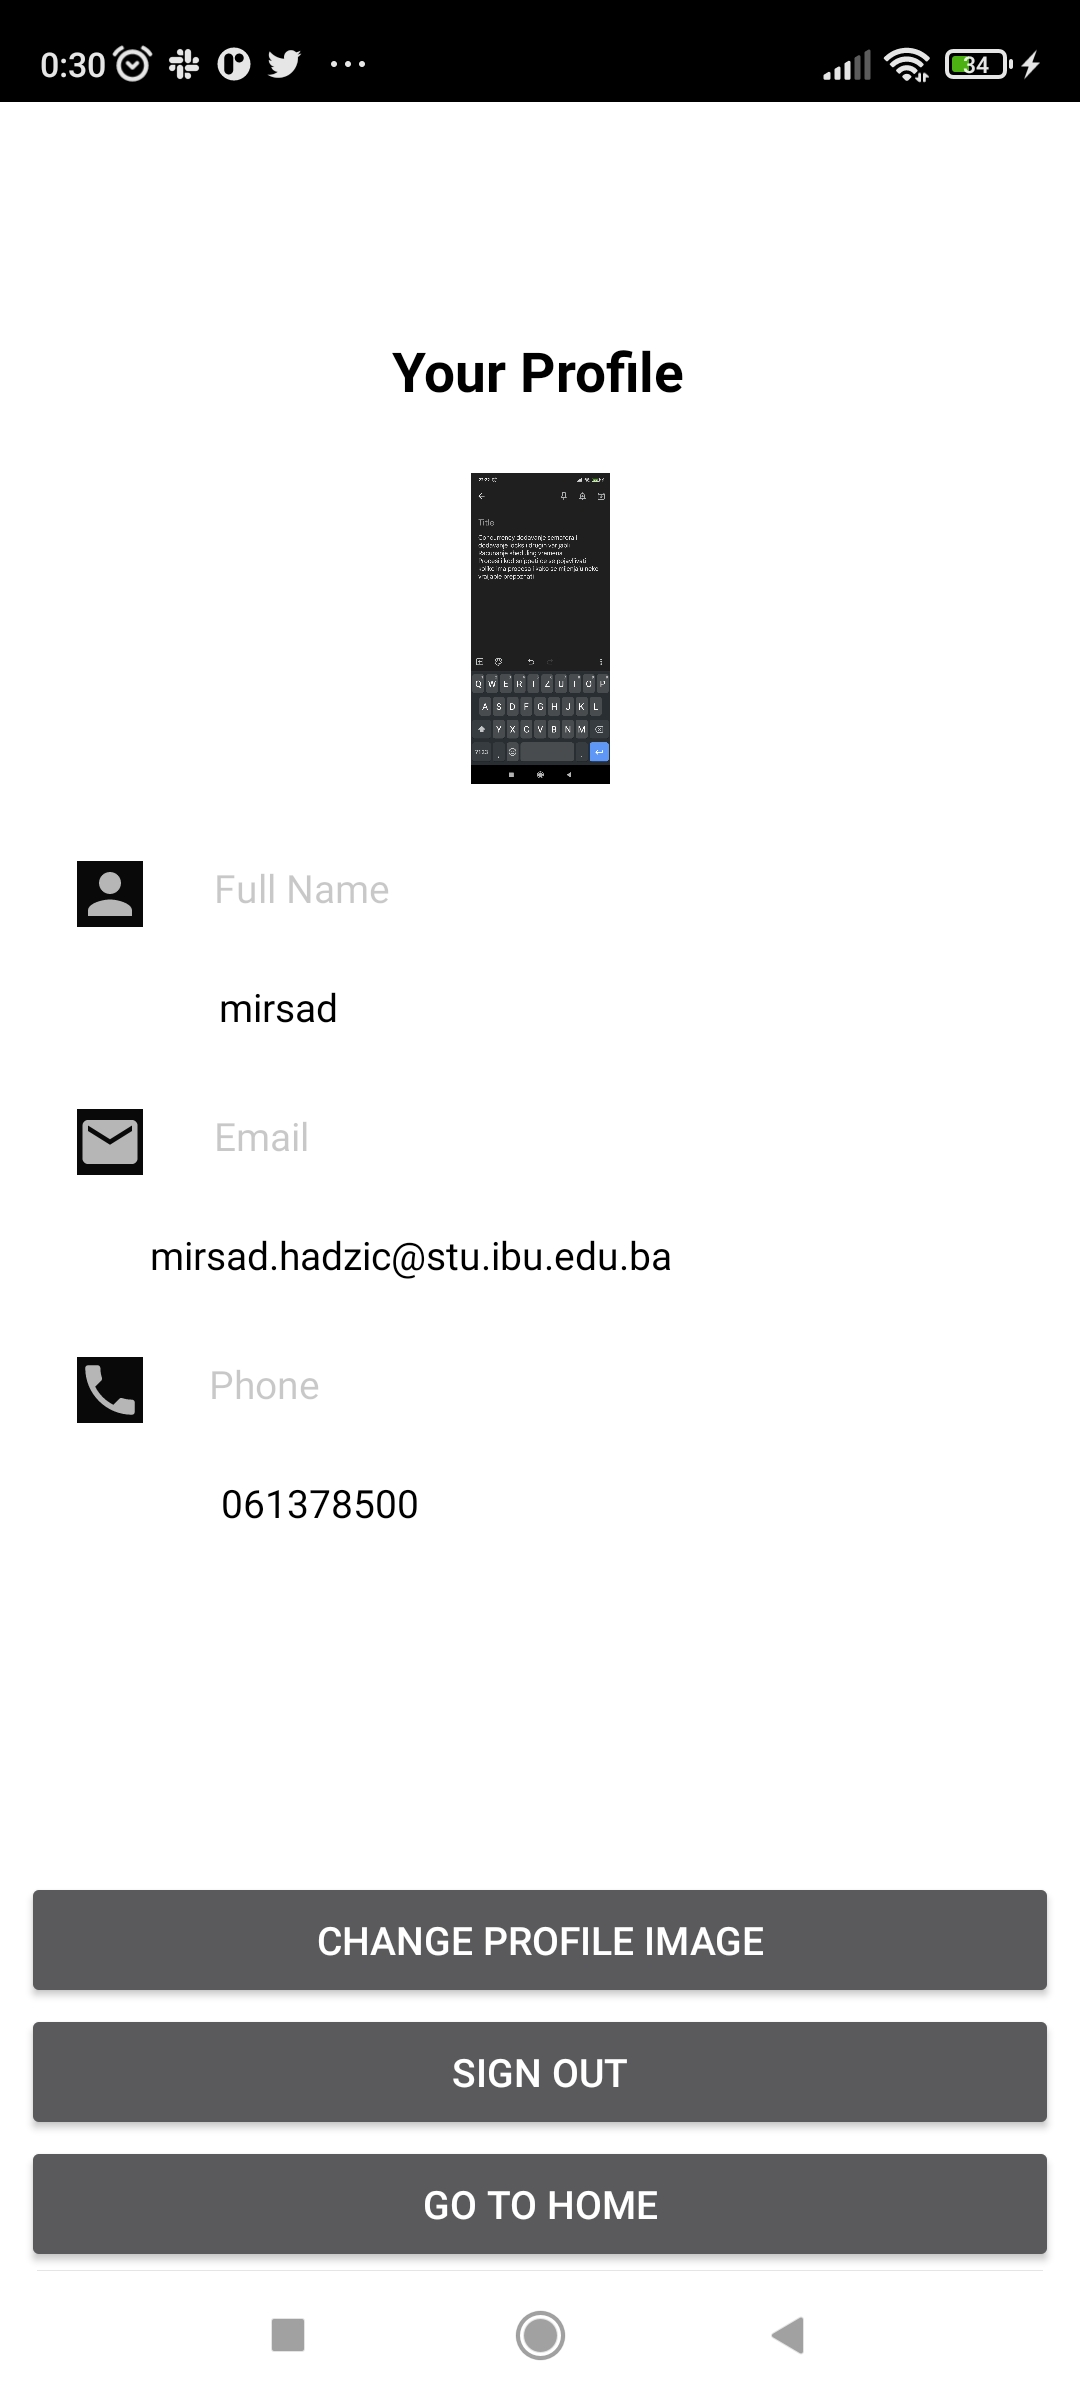 0:30
34
Your Profile
Title
Q W E R T Z U I O P
A S D F G H J K L
Y X C V B N M
?123 , .
Full Name
mirsad
Email
mirsad.hadzic@stu.ibu.edu.ba
Phone
061378500
CHANGE PROFILE IMAGE
SIGN OUT
GO TO HOME